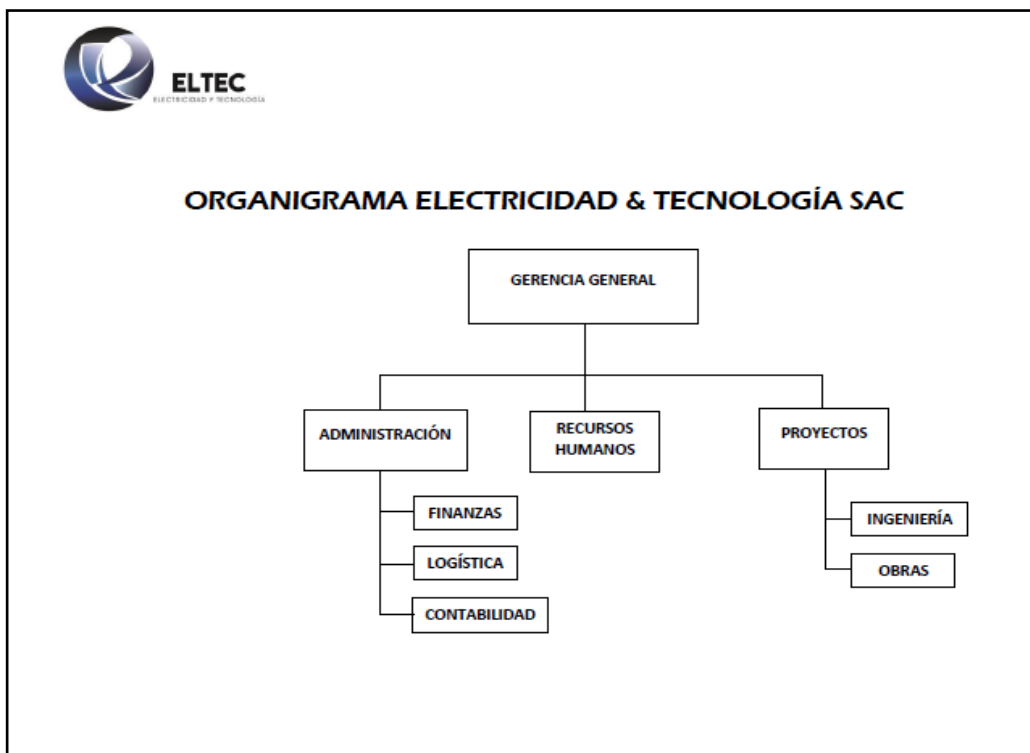 ELTEC
ELECTRICIDAD Y TECNOLOGÍA
ORGANIGRAMA ELECTRICIDAD & TECNOLOGÍA SAC
GERENCIA GENERAL
ADMINISTRACIÓN
FINANZAS
LOGÍSTICA
CONTABILIDAD
RECURSOS
HUMANOS
PROYECTOS
INGENIERÍA
OBRAS